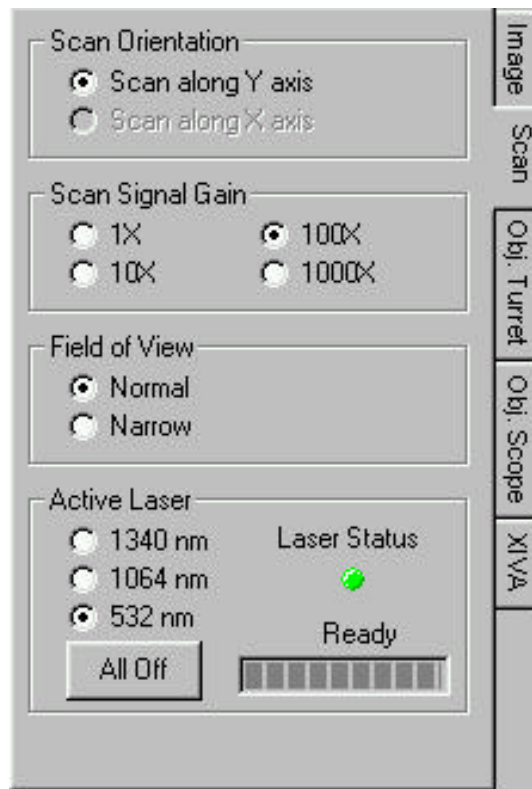 Scan Orientation
Scan along Y axis
Scan along X axis
Scan Signal Gain
1X
100X
10X
1000X
Field of View
Normal
Narrow
Active Laser
1340 nm
1064 nm
532 nm
All Off
Laser Status
Ready
Image
Scan
Obj. Turret
Obj. Scope
XIVA